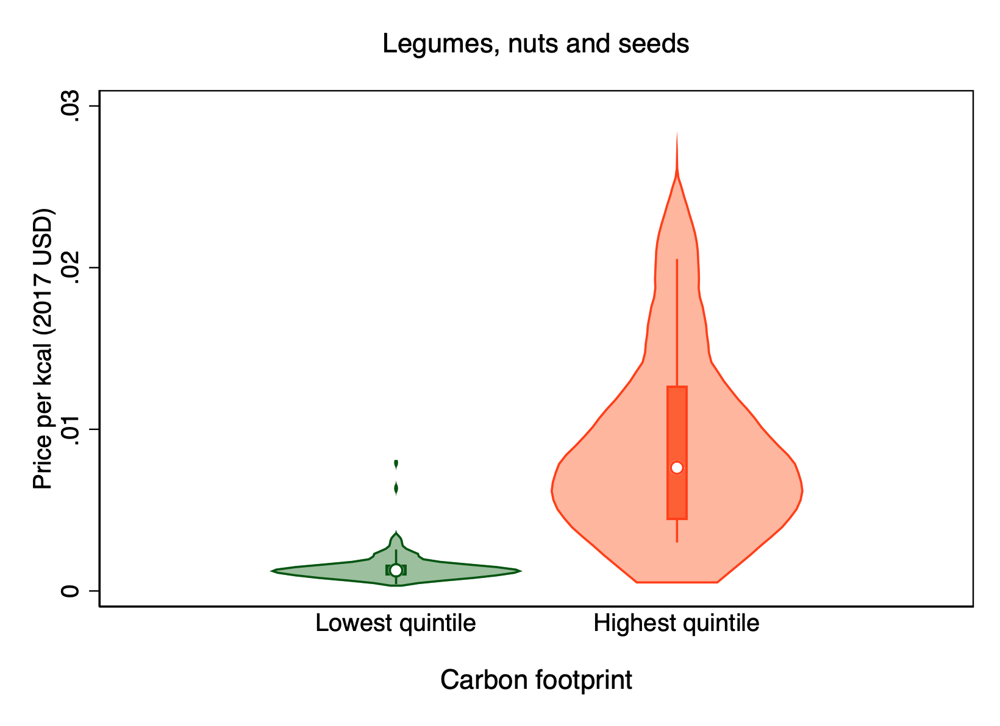 Legumes, nuts and seeds
Price per kcal (2017 USD)
.03
.02
.01
0
Lowest quintile
Highest quintile
Carbon footprint